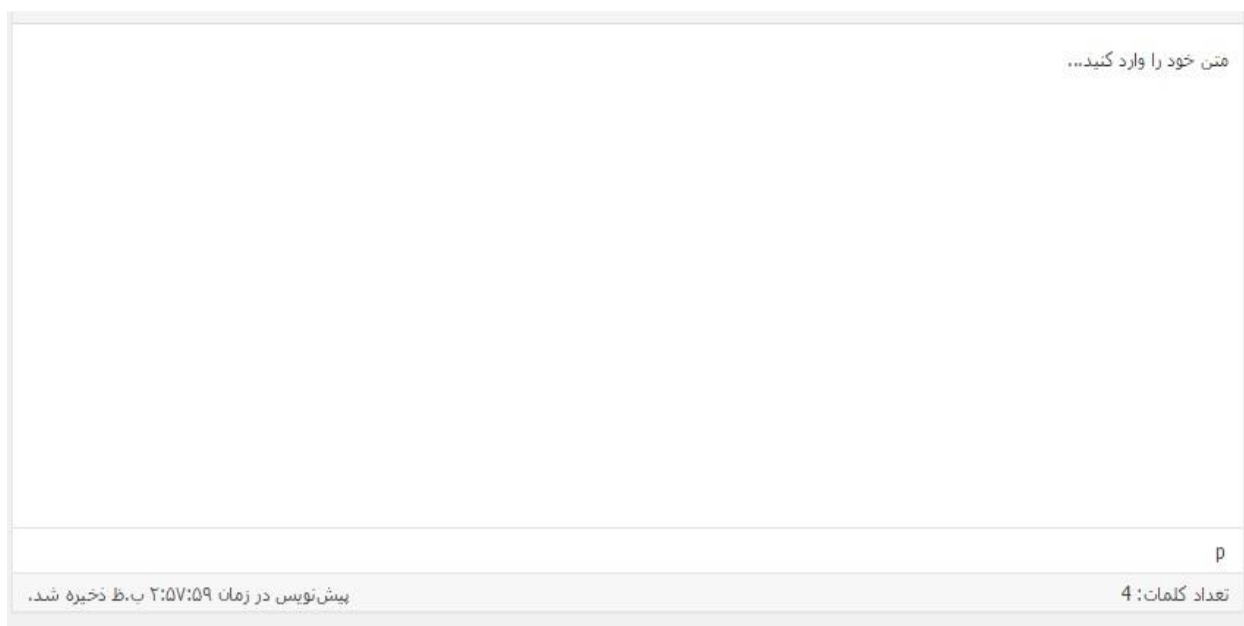 متن خود را وارد کنید...
p
تعداد کلمات: 4
پیش‌نویس در زمان ۲:۵۷:۵۹ ب.ظ ذخیره شد.